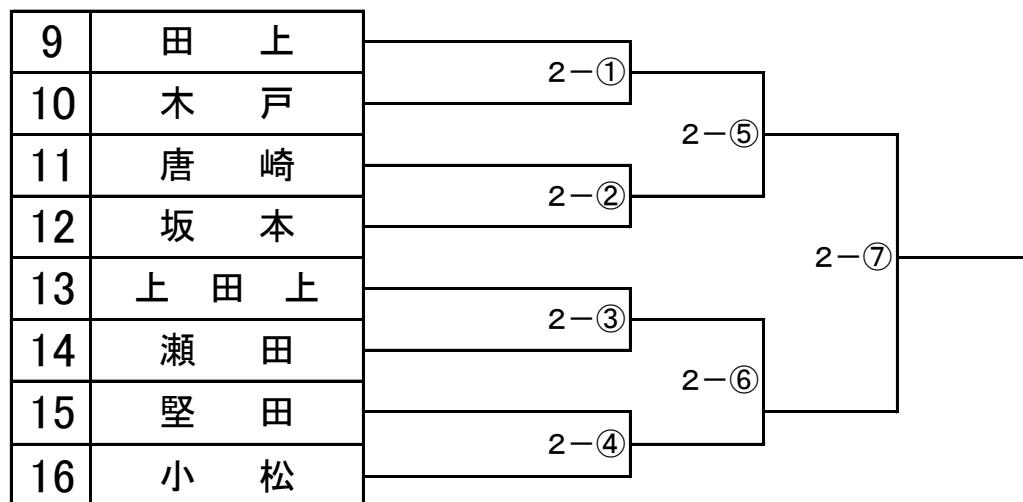 9 田 上
10 木 戸
11 唐 崎
12 坂 本
13 上 田 上
14 瀬 田
15 堅 田
16 小 松
2－①
2－②
2－③
2－④
2－⑤
2－⑥
2－⑦